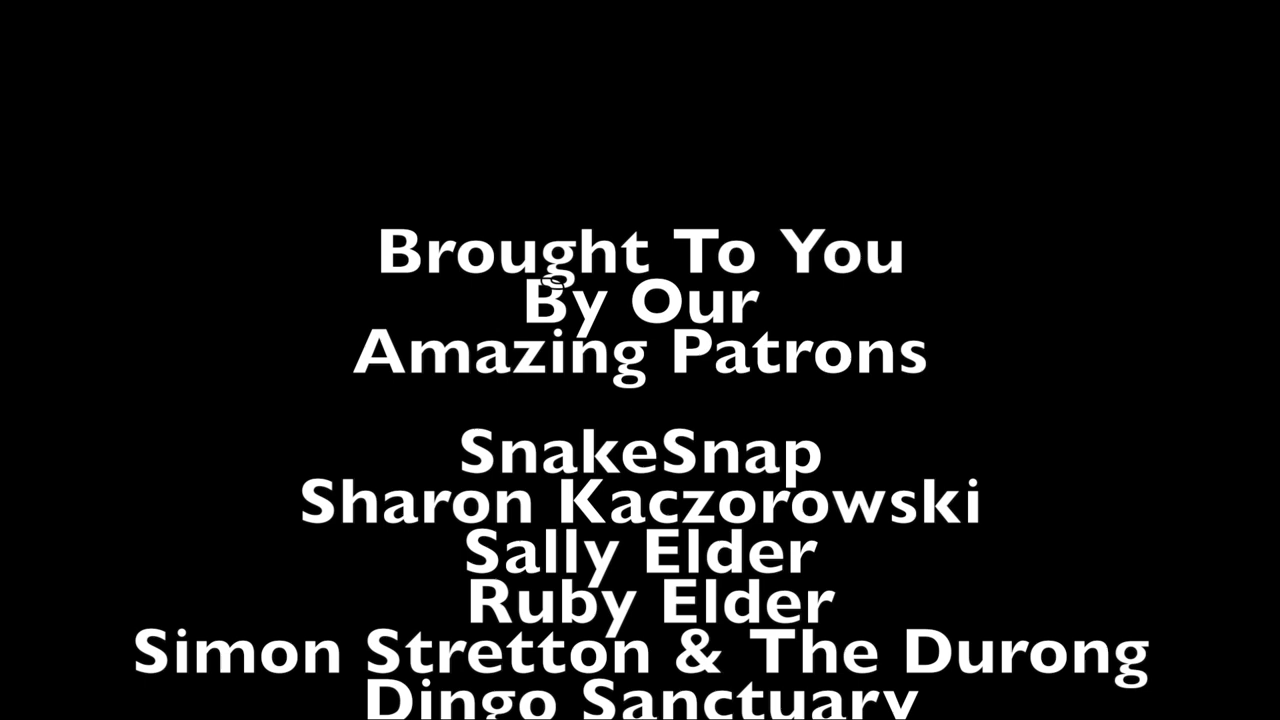 Brought To You
By Our
Amazing Patrons
SnakeSnap
Sharon Kaczorowski
Sally Elder
Ruby Elder
Simon Stretton & The Durong
Dingo Sanctuary